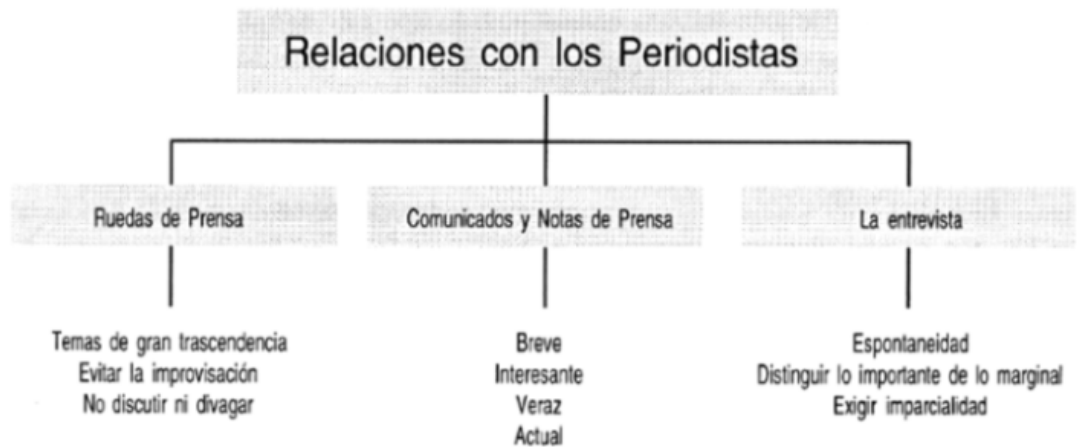 Relaciones con los Periodistas
Ruedas de Prensa
Comunicados y Notas de Prensa
La entrevista
Temas de gran trascendencia
Evitar la improvisación
No discutir ni divagar
Breve
Interesante
Veraz
Actual
Espontaneidad
Distinguir lo importante de lo marginal
Exigir imparcialidad